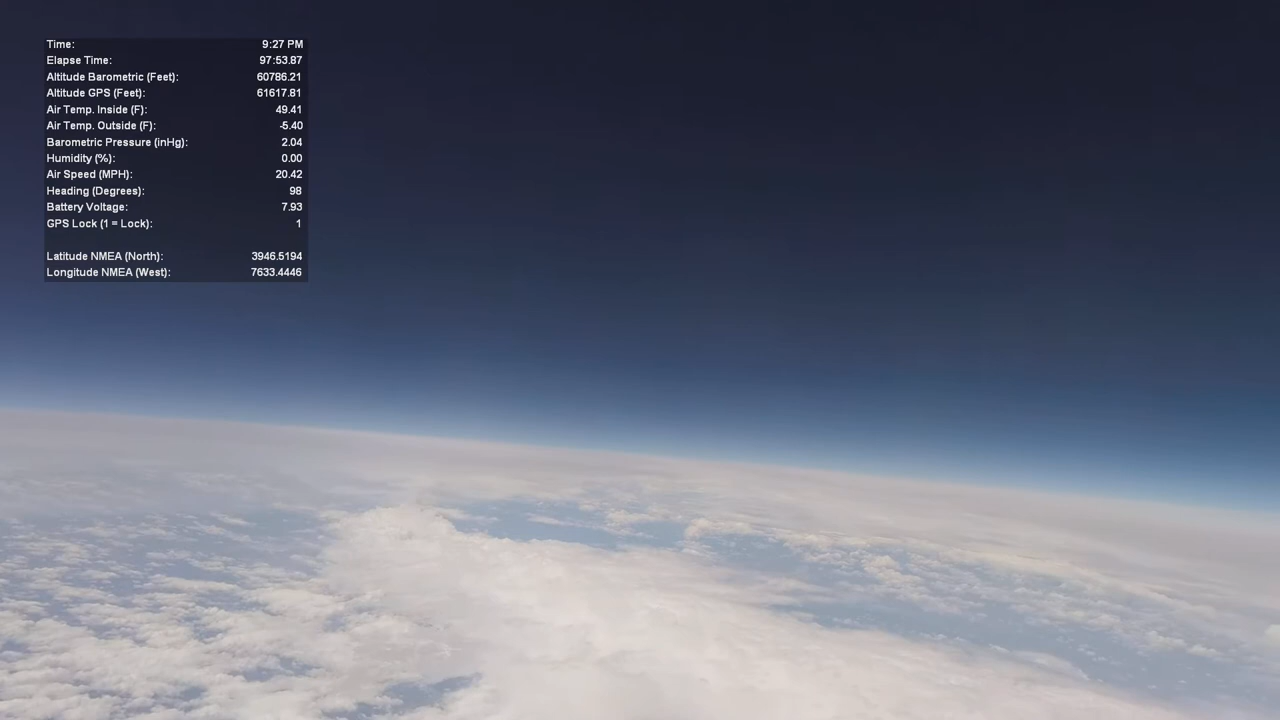 Time: 9:27 PM
Elapse Time: 97:53.87
Altitude Barometric (Feet): 60786.21
Altitude GPS (Feet): 61617.81
Air Temp. Inside (F): 49.41
Air Temp. Outside (F): -5.40
Barometric Pressure (inHg): 2.04
Humidity (%): 0.00
Air Speed (MPH): 20.42
Heading (Degrees): 98
Battery Voltage: 7.93
GPS Lock (1 = Lock): 1
Latitude NMEA (North): 3946.5194
Longitude NMEA (West): 7633.4446